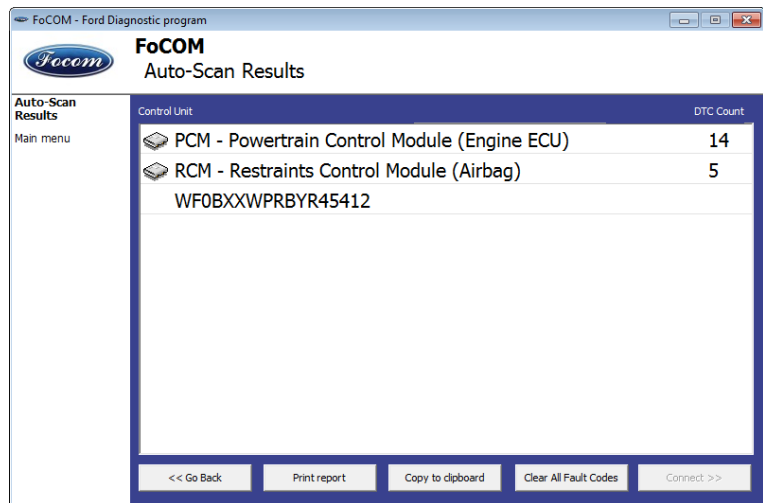 FoCOM - Ford Diagnostic program
Focom
FoCOM
Auto-Scan Results
Auto-Scan
Results
Main menu
Control Unit DTC Count
PCM - Powertrain Control Module (Engine ECU) 14
RCM - Restraints Control Module (Airbag) 5
WF0BXXWPRBYR45412
<< Go Back Print report Copy to clipboard Clear All Fault Codes Connect >>